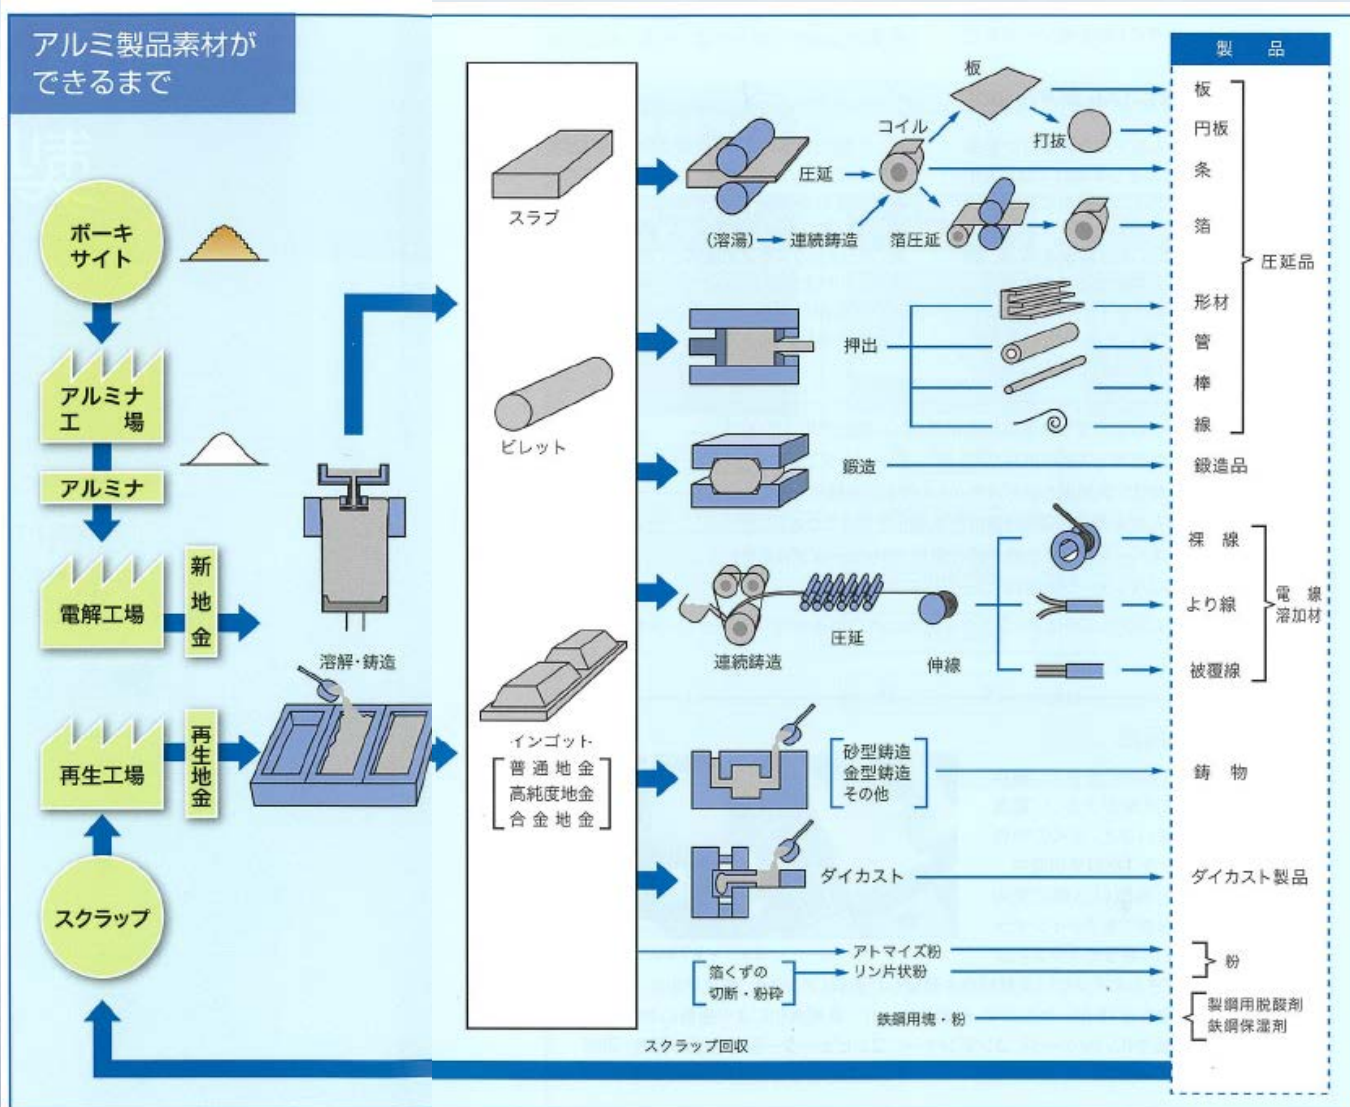 アルミ製品素材が
できるまで
ボーキ
サイト
アルミナ
工 場
アルミナ
電解工場
新地金
再生工場
再生地金
スクラップ
溶解・鋳造
スラブ
ビレット
インゴット
普通地金
高純度地金
合金地金
圧延
(溶湯)
連続鋳造
コイル
板
打抜
箔圧延
押出
鍛造
連続鋳造
圧延
伸線
砂型鋳造
金型鋳造
その他
ダイカスト
アトマイズ粉
箔くずの
切断・粉砕
リン片状粉
鉄鋼用塊・粉
スクラップ回収
製 品
板
円板
条
箔
形材
管
棒
線
圧延品
鍛造品
裸 線
より線
被覆線
電 線
溶加材
鋳 物
ダイカスト製品
粉
製鋼用脱酸剤
鉄鋼保温剤